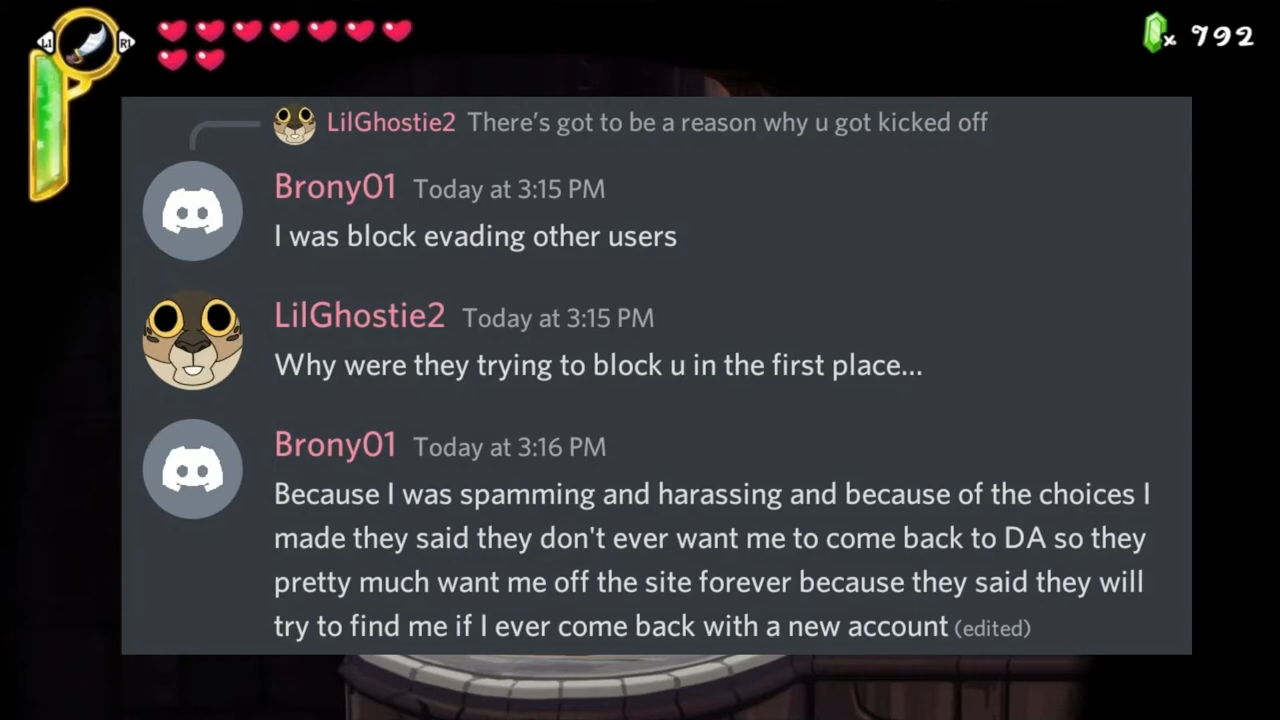 L1 R1 x 792
LilGhostie2 There's got to be a reason why u got kicked off
Brony01 Today at 3:15 PM
I was block evading other users
LilGhostie2 Today at 3:15 PM
Why were they trying to block u in the first place...
Brony01 Today at 3:16 PM
Because I was spamming and harassing and because of the choices I
made they said they don't ever want me to come back to DA so they
pretty much want me off the site forever because they said they will
try to find me if I ever come back with a new account (edited)